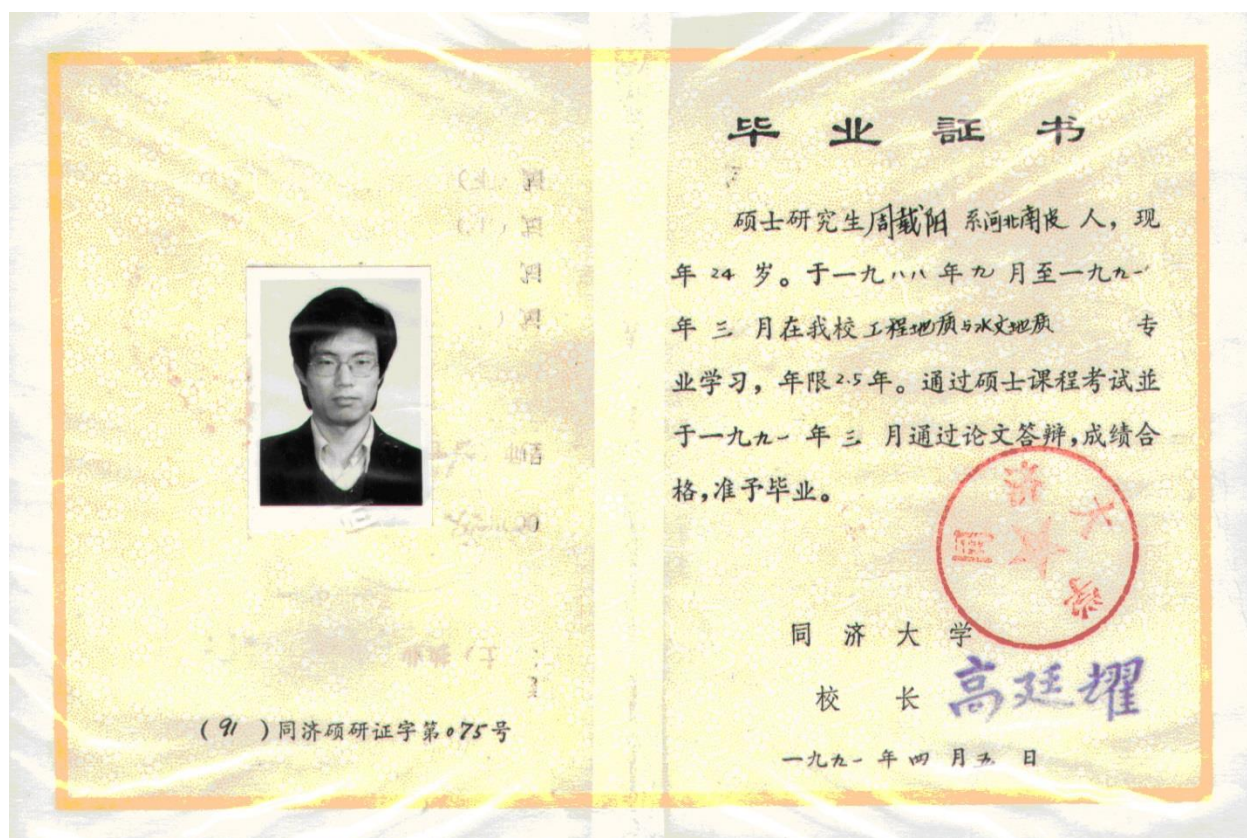 (91)同济硕研证字第075号
毕业証书
硕士研究生周载阳系河北南皮人，现
年24岁。于一九八八年九月至一九九一
年三月在我校工程地质与水文地质专
业学习，年限2.5年。通过硕士课程考试並
于一九九一年三月通过论文答辩，成绩合
格，准予毕业。
同济大学
校长高廷耀
一九九一年四月五日